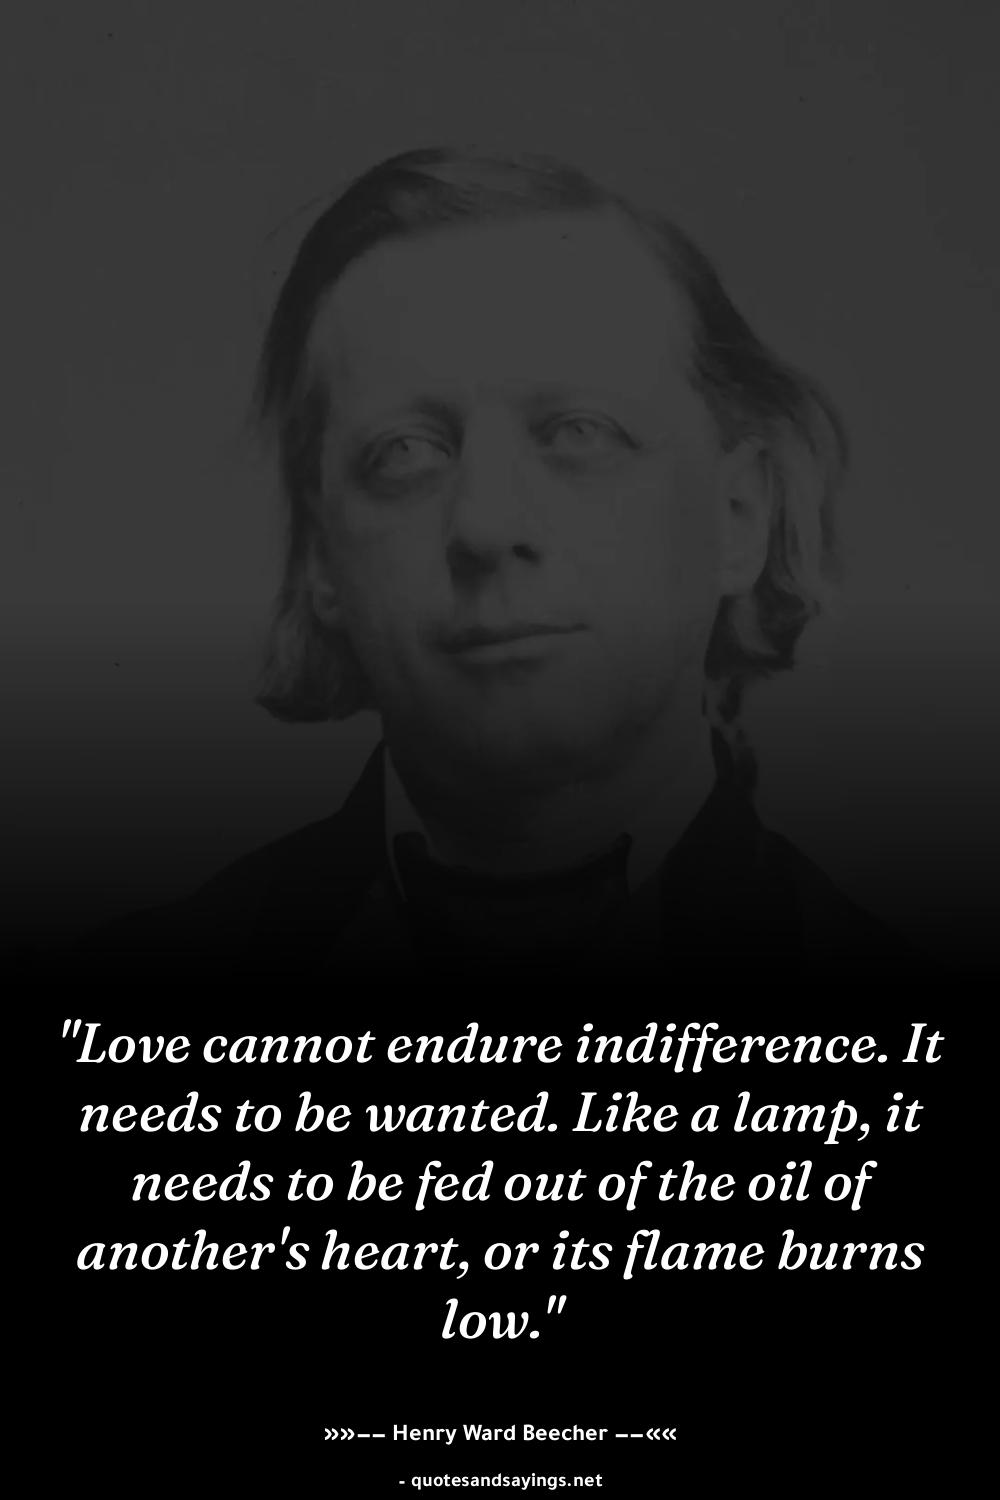 "Love cannot endure indifference. It
needs to be wanted. Like a lamp, it
needs to be fed out of the oil of
another's heart, or its flame burns
low."
»»−− Henry Ward Beecher −−««
- quotesandsayings.net